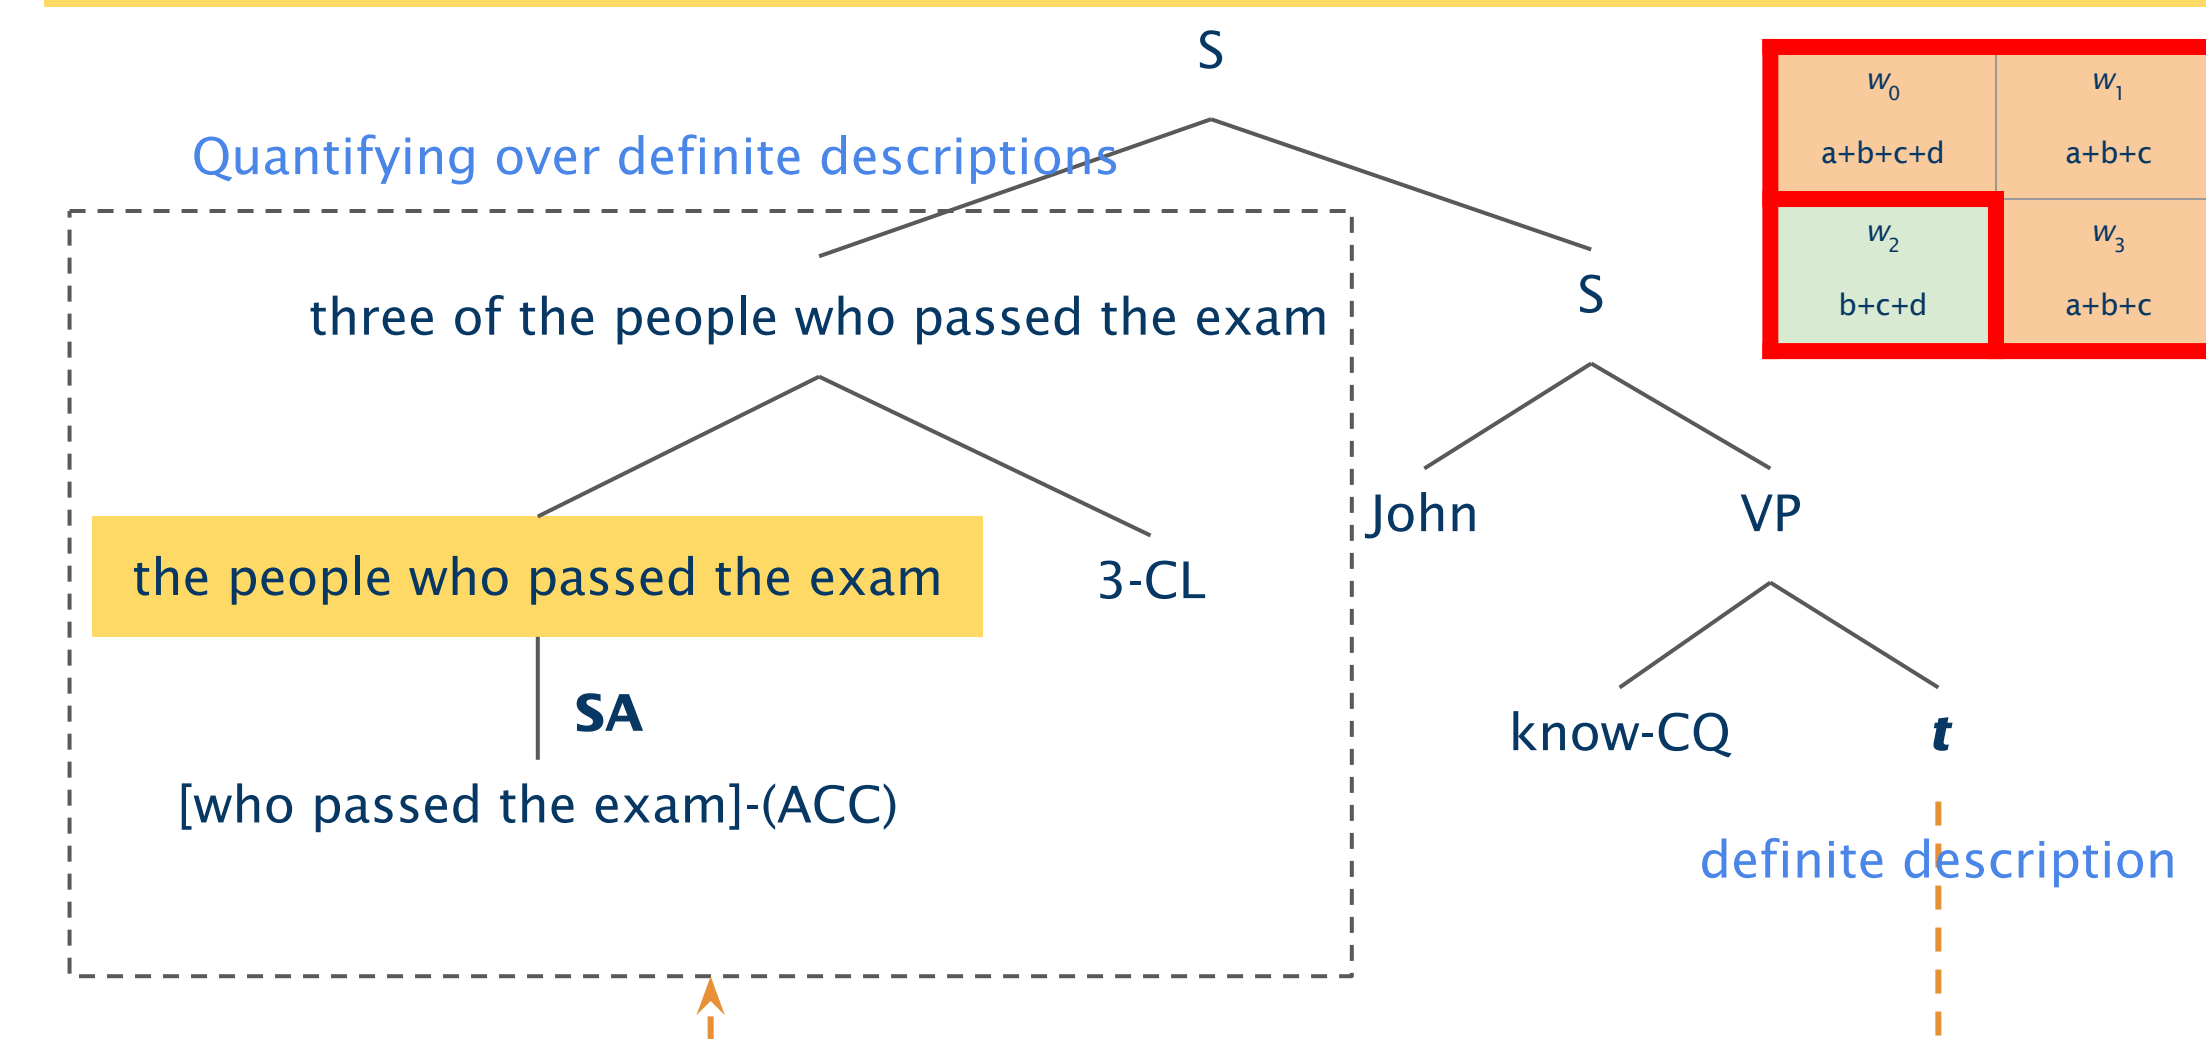 S
w0 w1
Quantifying over definite descriptions
a+b+c+d a+b+c
w2 w3
three of the people who passed the exam
S
b+c+d a+b+c
John VP
the people who passed the exam
3-CL
SA
know-CQ t
[who passed the exam]-(ACC)
definite description